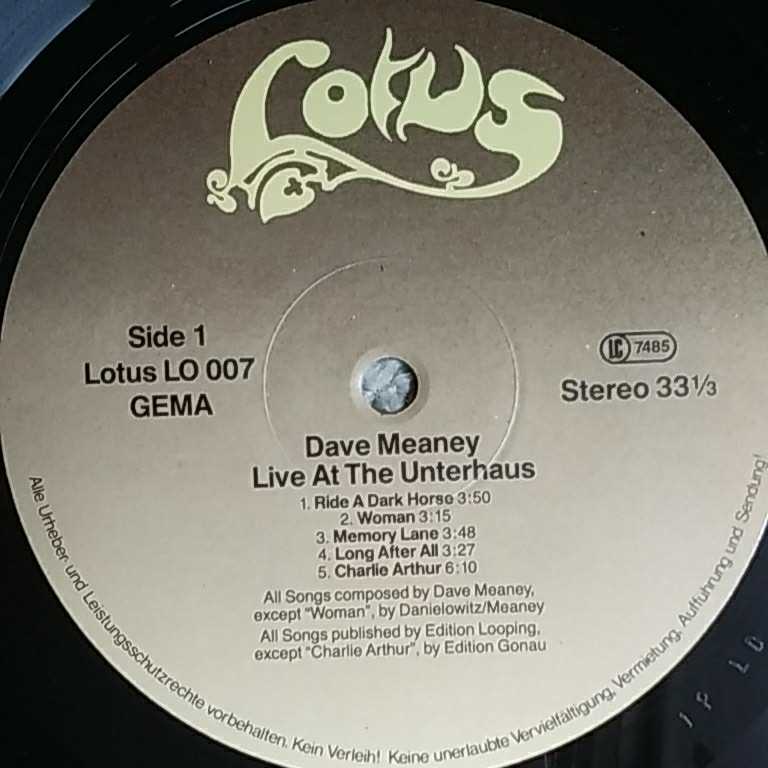 Lotus
Side 1
Lotus LO 007
GEMA
LC 7485
Stereo 33 1/3
Dave Meaney
Live At The Unterhaus
1. Ride A Dark Horse 3:50
2. Woman 3:15
3. Memory Lane 3:48
4. Long After All 3:27
5. Charlie Arthur 6:10
All Songs composed by Dave Meaney,
except "Woman", by Danielowitz/Meaney
All Songs published by Edition Looping,
except "Charlie Arthur", by Edition Gonau
Alle Urheber- und Leistungsschutzrechte vorbehalten. Kein Verleih! Keine unerlaubte Vervielfältigung, Vermietung, Aufführung und Sendung!